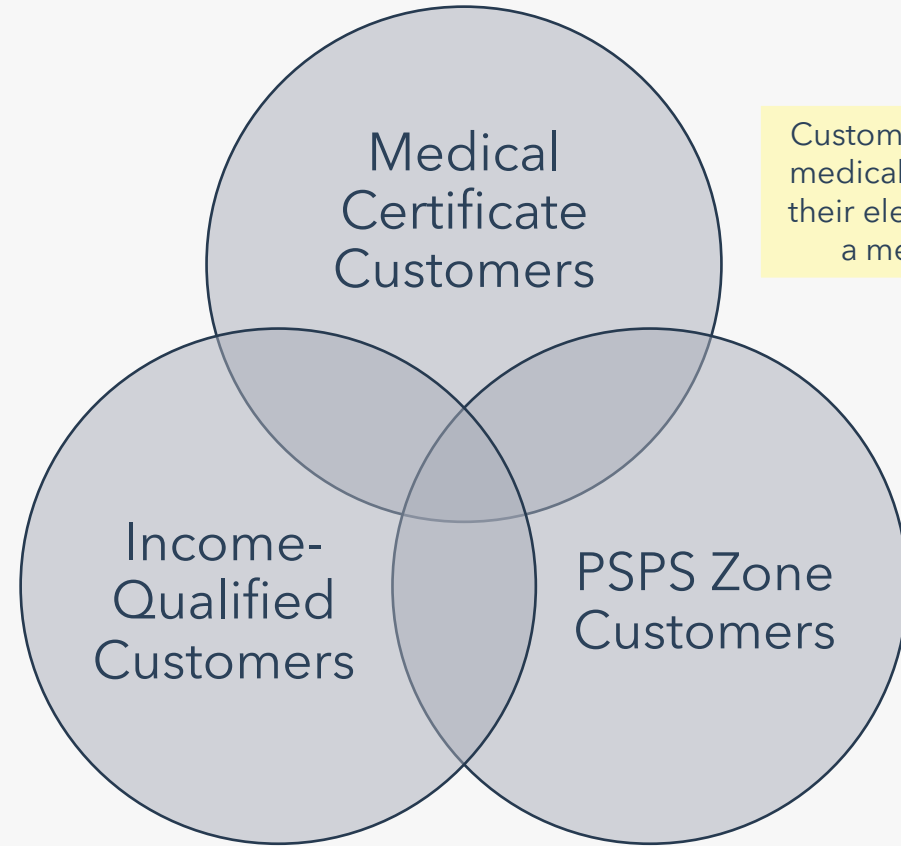 Medical
Certificate
Customers
Custom
medical
their ele
a me
Income-
Qualified
Customers
PSPS Zone
Customers